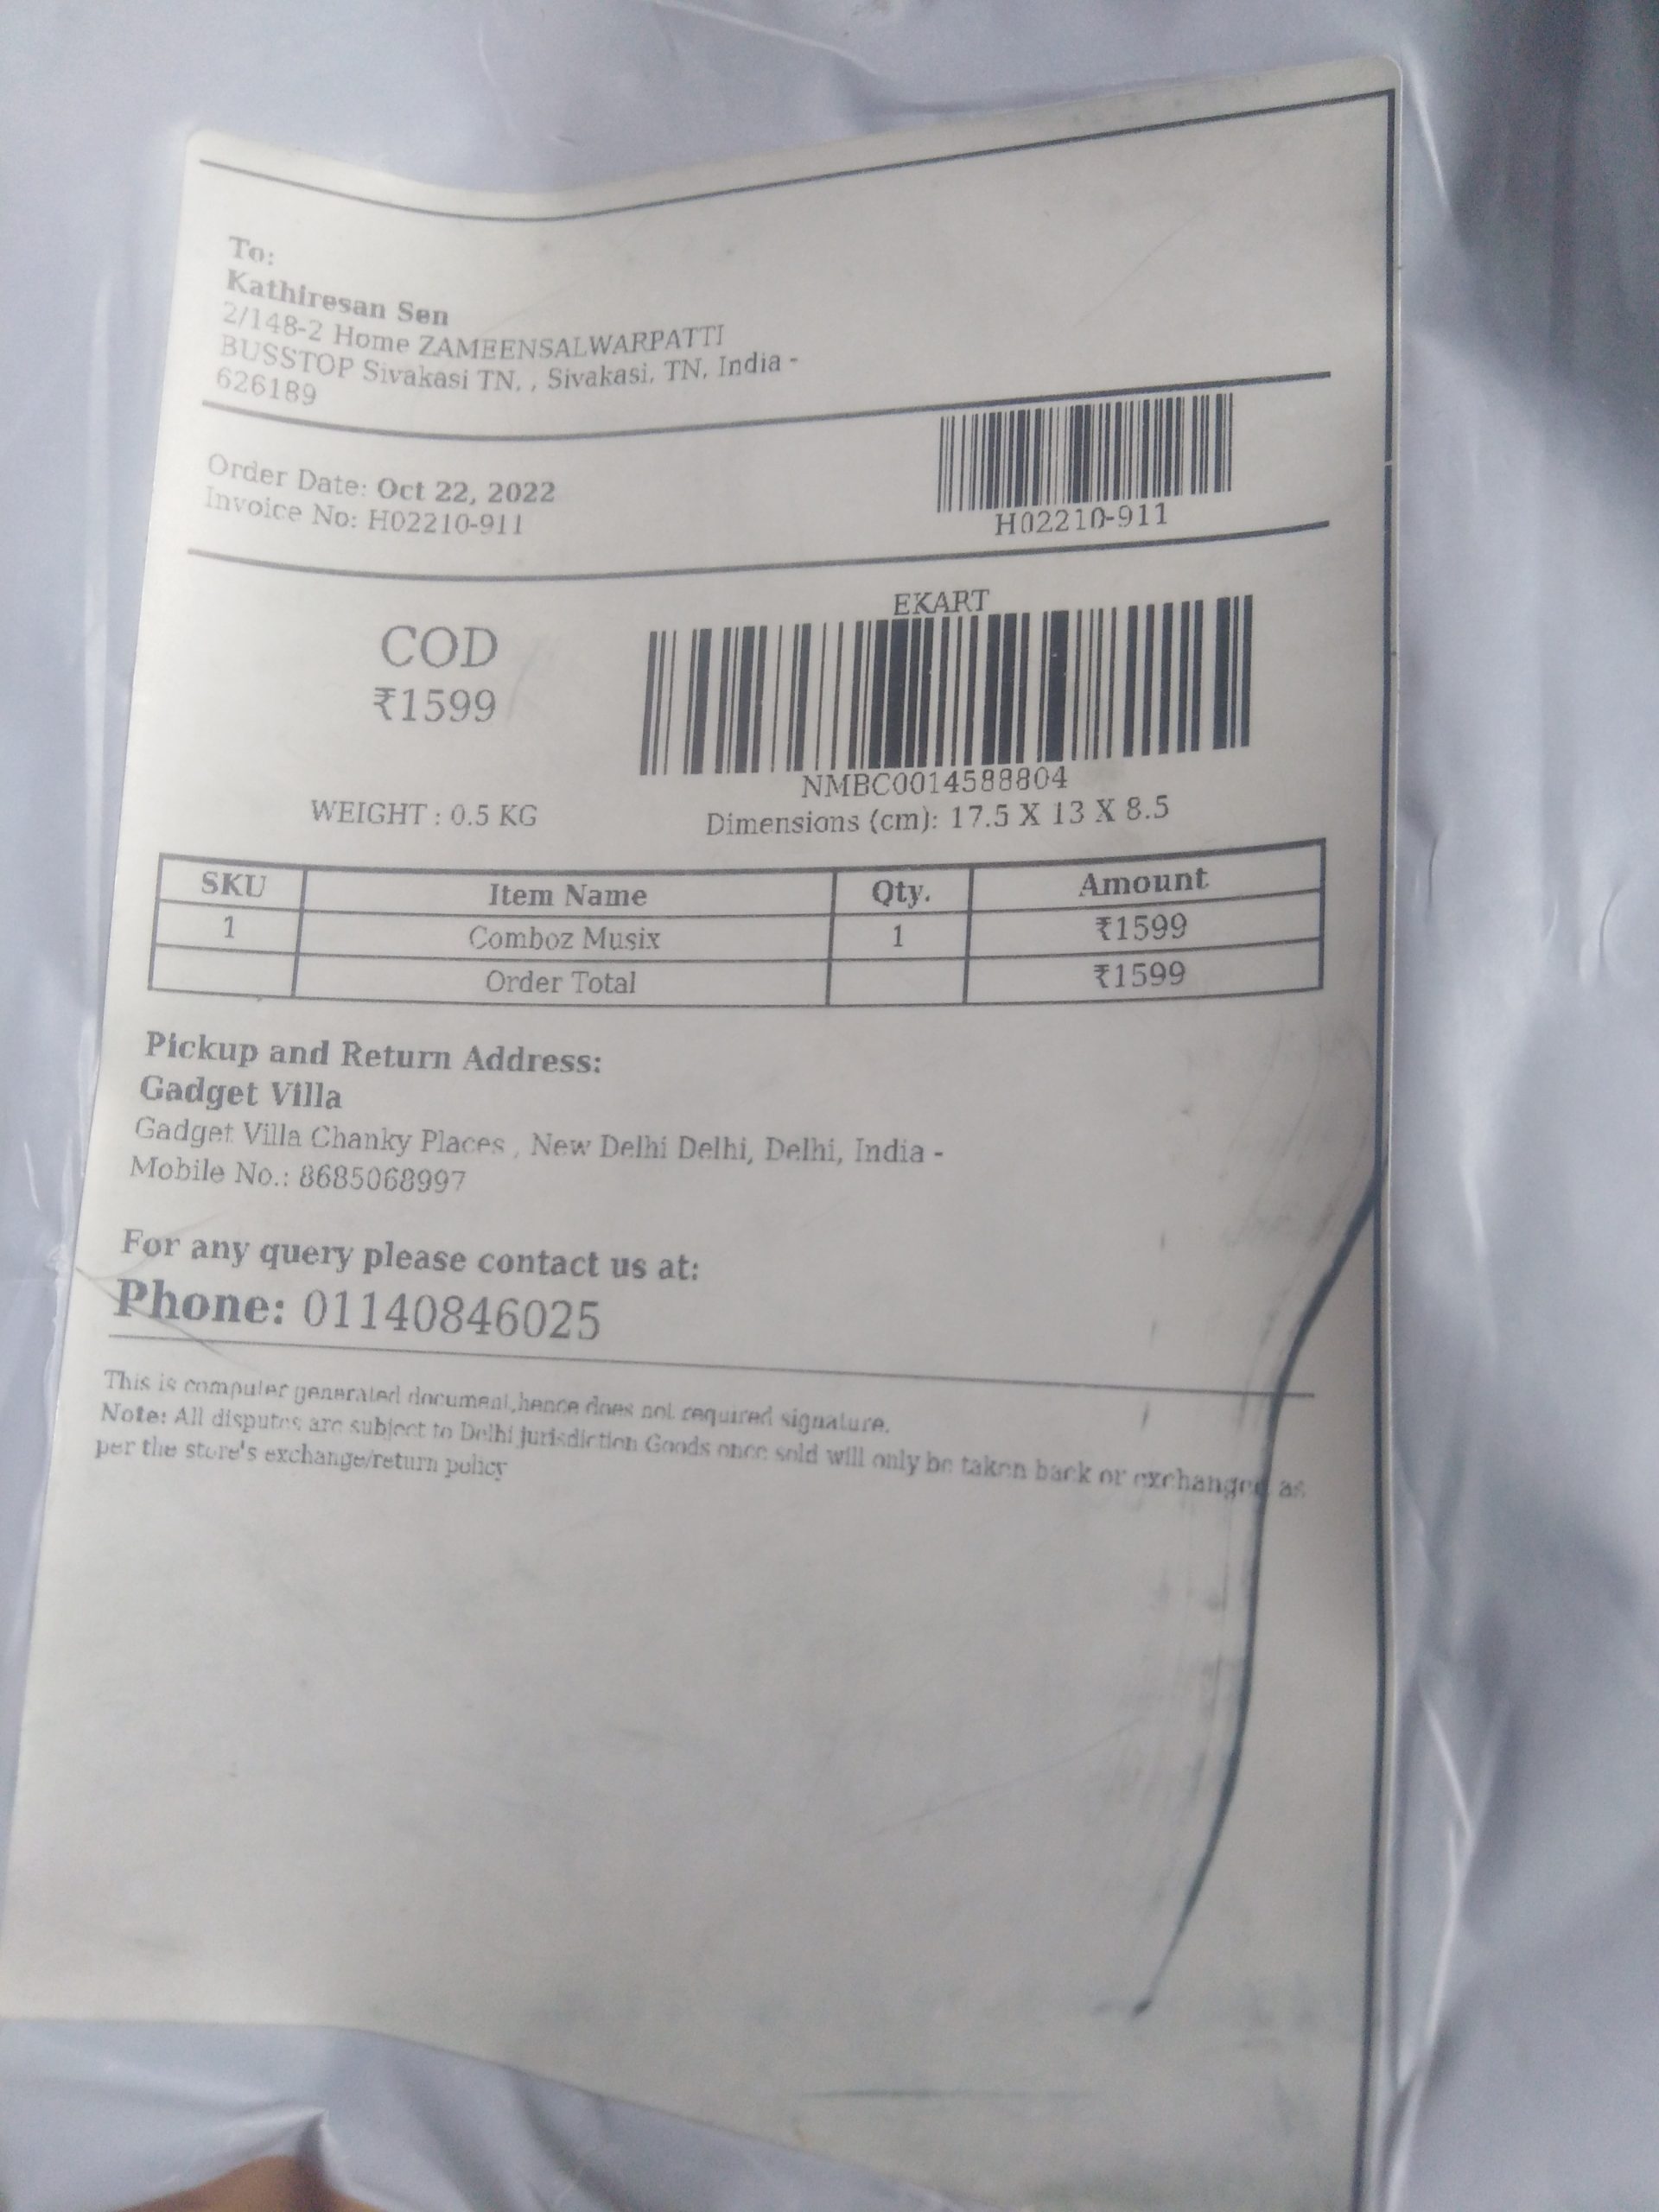 To:
Kathiresan Sen
2/148-2 Home ZAMEENSALWARPATTI
BUSSTOP Sivakasi TN, , Sivakasi, TN, India -
626189
Order Date: Oct 22, 2022
Invoice No: H02210-911
H02210-911
COD
₹1599
EKART
NMBC0014588804
WEIGHT : 0.5 KG
Dimensions (cm): 17.5 X 13 X 8.5
SKU Item Name Qty. Amount
1 Comboz Musix 1 ₹1599
Order Total ₹1599
Pickup and Return Address:
Gadget Villa
Gadget Villa Chanky Places , New Delhi Delhi, Delhi, India -
Mobile No.: 8685068997
For any query please contact us at:
Phone: 01140846025
This is computer generated document,hence does not required signature.
Note: All disputes are subject to Delhi jurisdiction Goods once sold will only be taken back or exchanged as
per the store's exchange/return policy